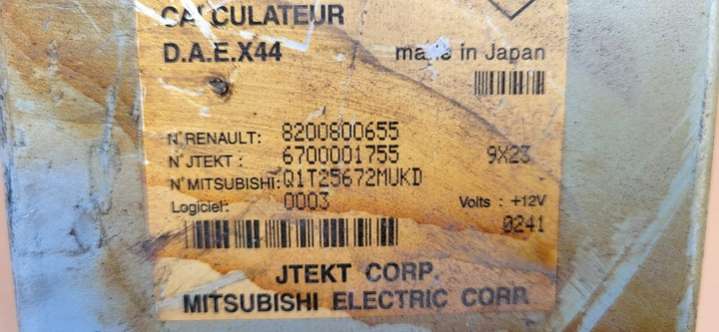 CALCULATEUR
D.A.E.X44 made in Japan
N°RENAULT: 8200800655
N°JTEKT : 6700001755 9X23
N°MITSUBISHI: Q1T25672MUKD
Logiciel: 0003 Volts : +12V
0241
JTEKT CORP.
MITSUBISHI ELECTRIC CORP.